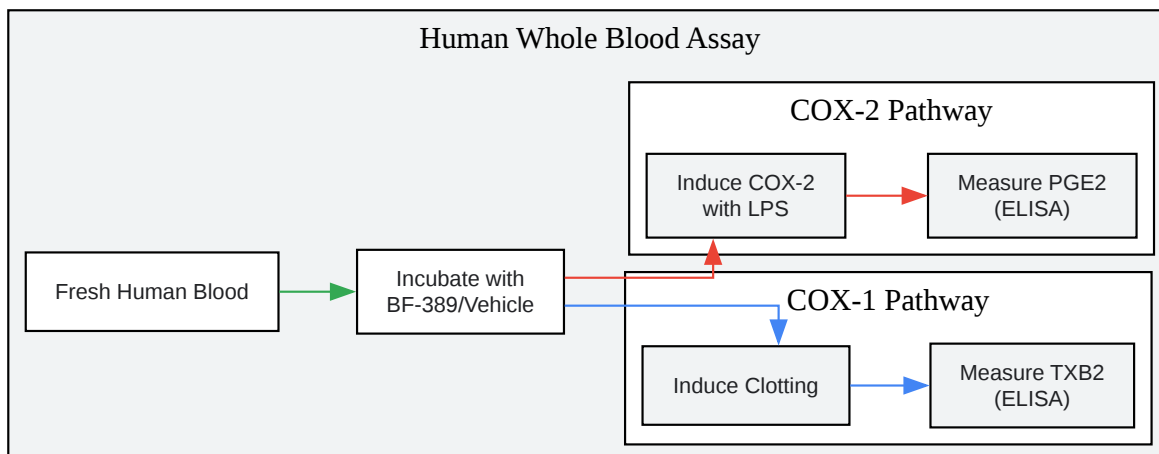 Human Whole Blood Assay
COX-2 Pathway
Induce COX-2
with LPS
Measure PGE2
(ELISA)
Fresh Human Blood
Incubate with
BF-389/Vehicle
COX-1 Pathway
Induce Clotting
Measure TXB2
(ELISA)